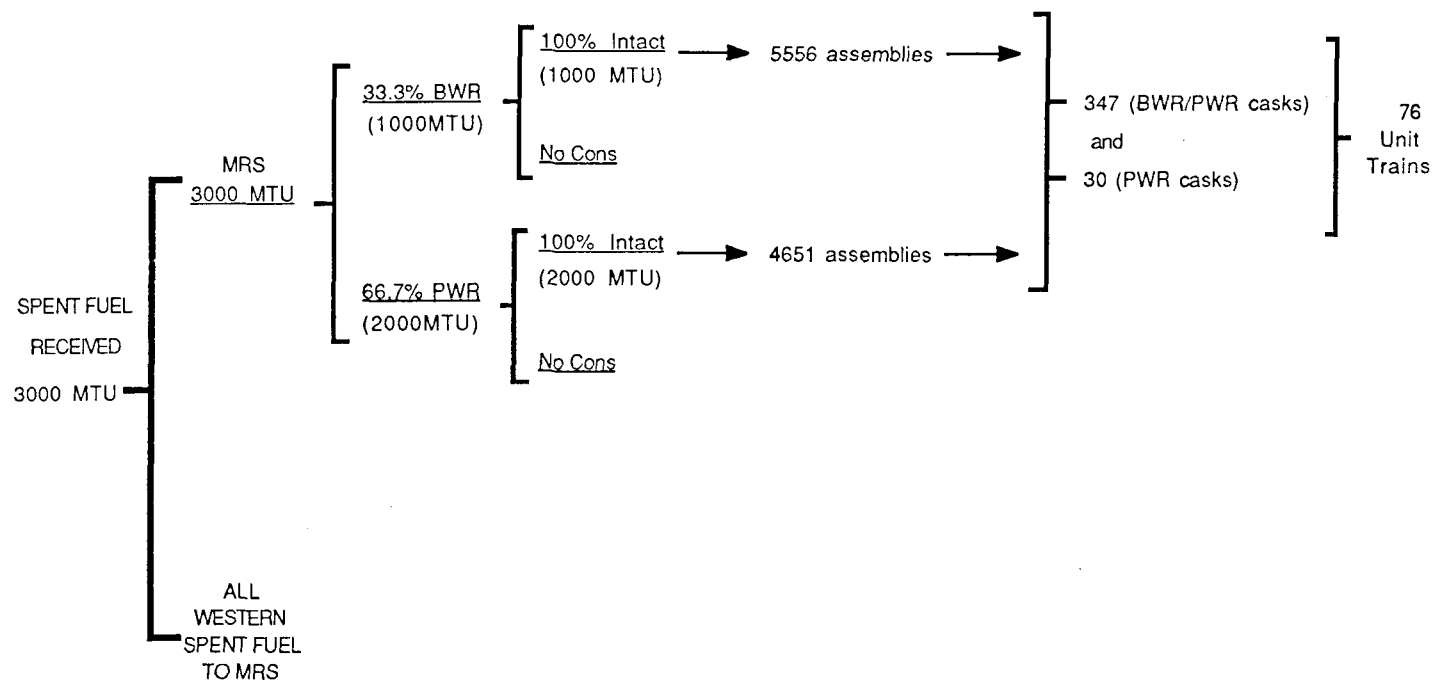 SPENT FUEL
RECEIVED
3000 MTU
MRS
3000 MTU
ALL
WESTERN
SPENT FUEL
TO MRS
33.3% BWR
(1000MTU)
66.7% PWR
(2000MTU)
100% Intact
(1000 MTU)
No Cons
100% Intact
(2000 MTU)
No Cons
5556 assemblies
4651 assemblies
347 (BWR/PWR casks)
and
30 (PWR casks)
76
Unit
Trains